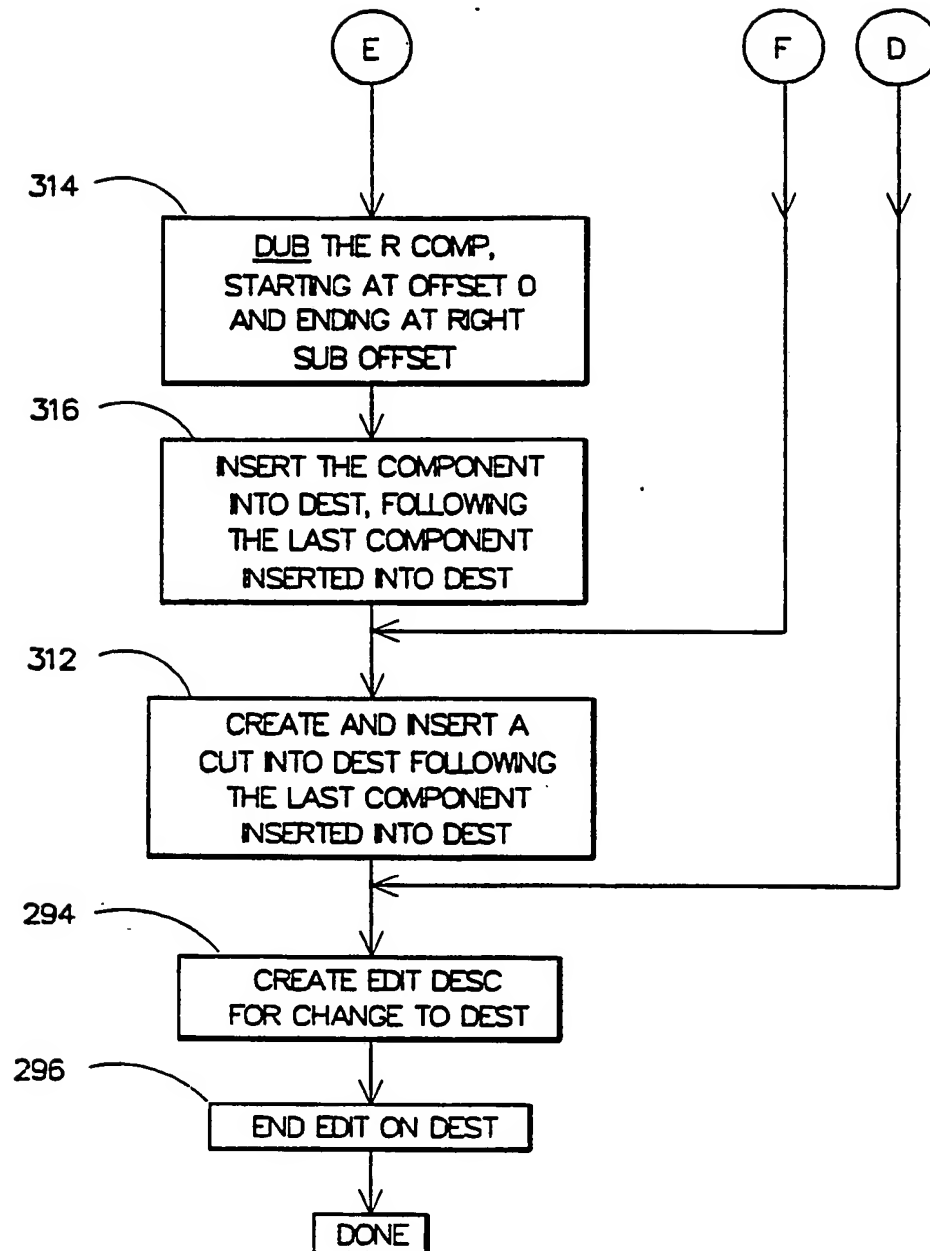 E
F
D
314
DUB THE R COMP,
STARTING AT OFFSET 0
AND ENDING AT RIGHT
SUB OFFSET
316
INSERT THE COMPONENT
INTO DEST, FOLLOWING
THE LAST COMPONENT
INSERTED INTO DEST
312
CREATE AND INSERT A
CUT INTO DEST FOLLOWING
THE LAST COMPONENT
INSERTED INTO DEST
294
CREATE EDIT DESC
FOR CHANGE TO DEST
296
END EDIT ON DEST
DONE